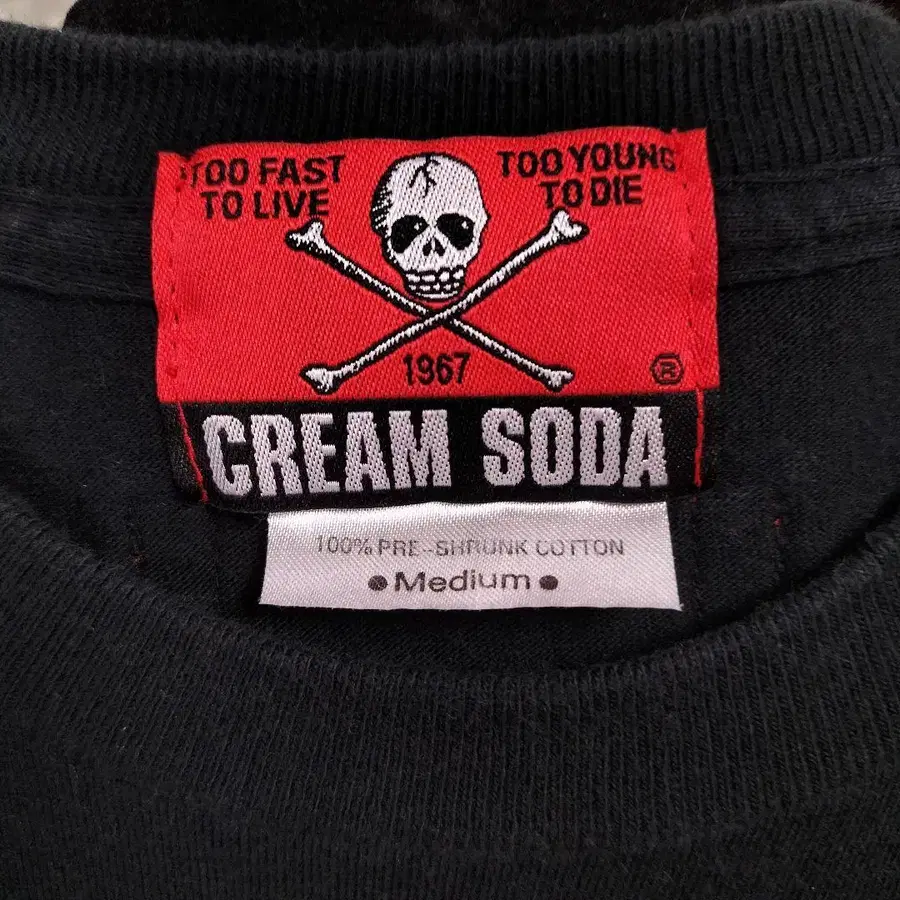 TOO FAST
TO LIVE
TOO YOUNG
TO DIE
1967
®
CREAM SODA
100% PRE-SHRUNK COTTON
●Medium●